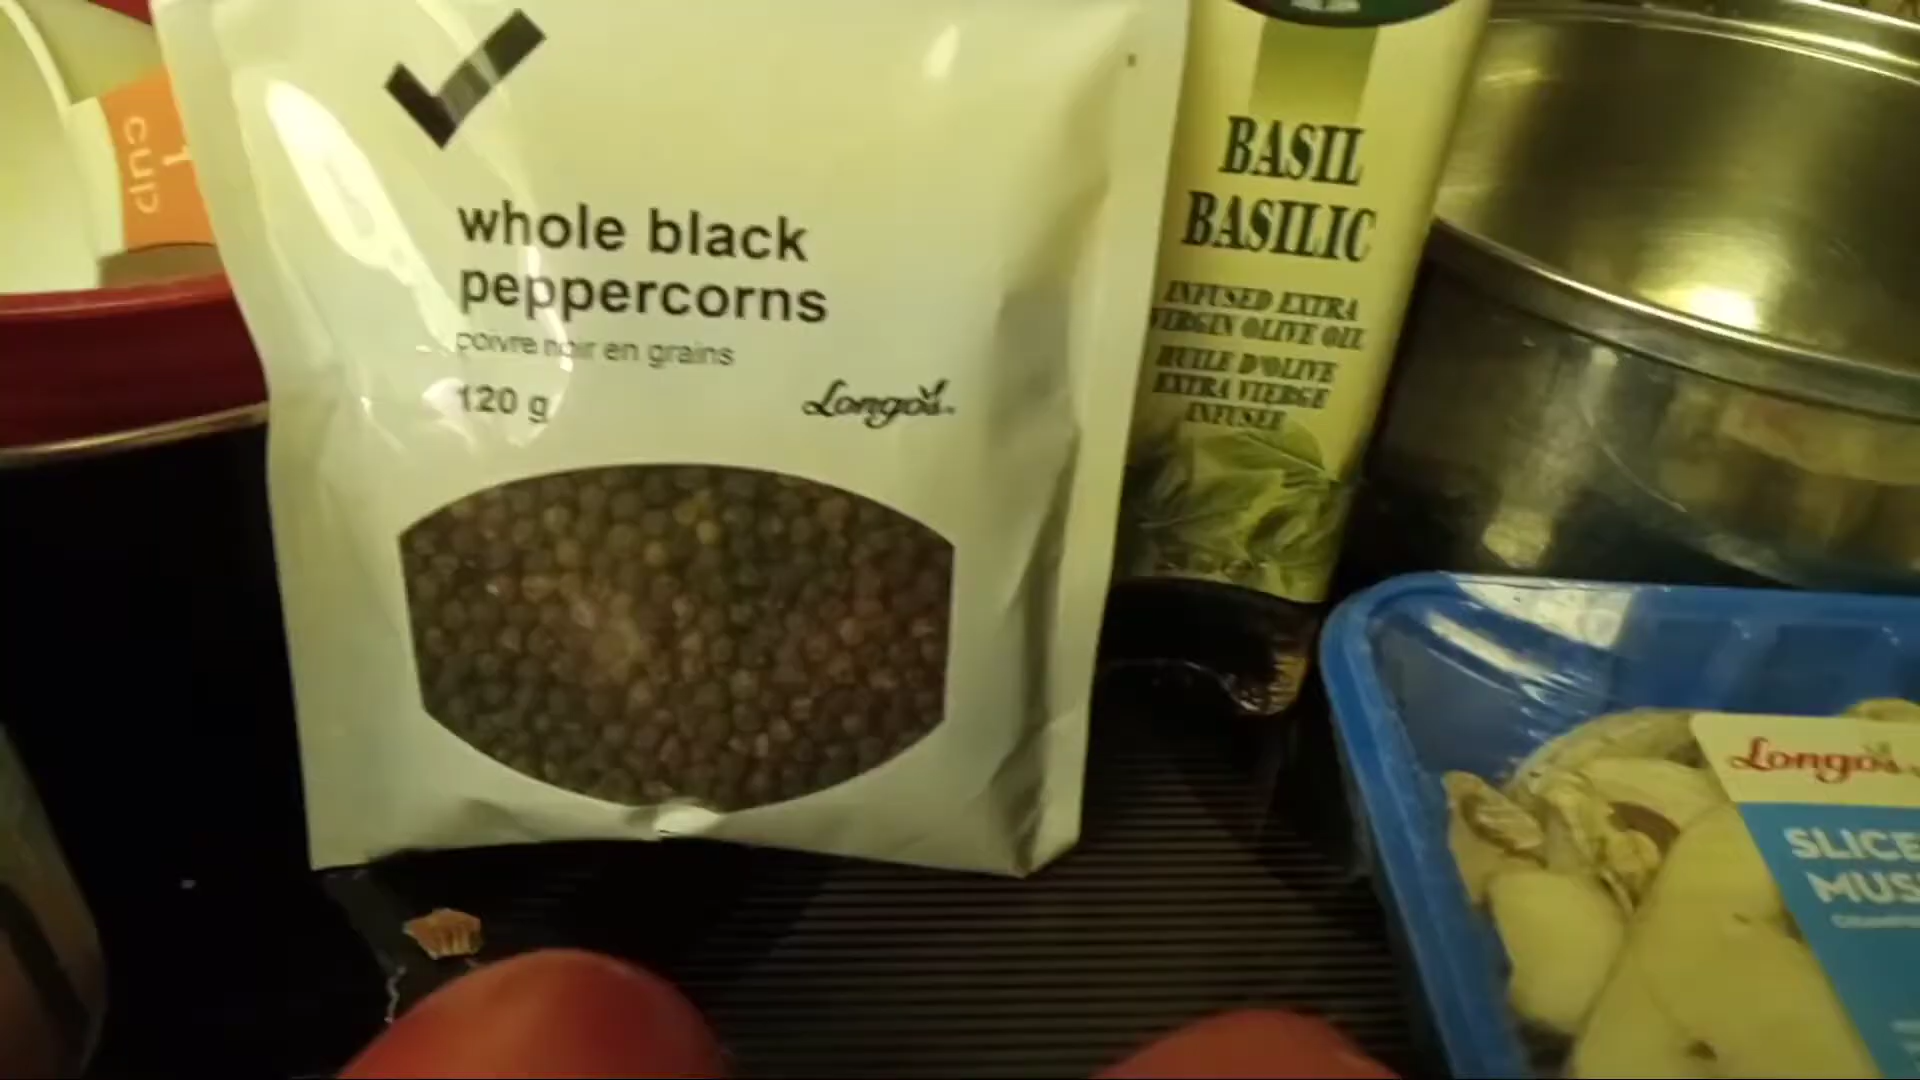 1
cup
whole black
peppercorns
poivre noir en grains
120 g
Longo's
BASIL
BASILIC
INFUSED EXTRA
VIRGIN OLIVE OIL
HUILE D'OLIVE
EXTRA VIERGE
INFUSÉE
Longo's
SLICE
MUS